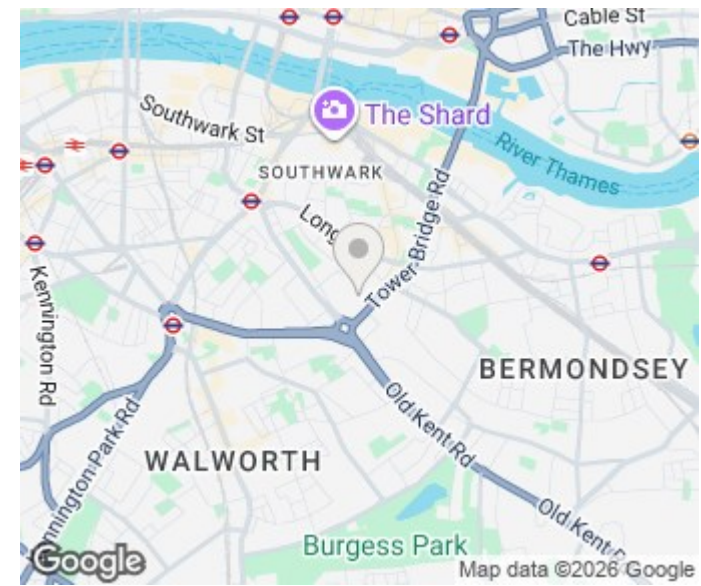 Cable St
The Hwy
Southwark St
The Shard
River Thames
SOUTHWARK
Long
Tower Bridge Rd
Kennington Rd
BERMONDSEY
Old Kent Rd
Kennington Park Rd
WALWORTH
Old Kent R
Burgess Park
Google
Map data ©2026 Google